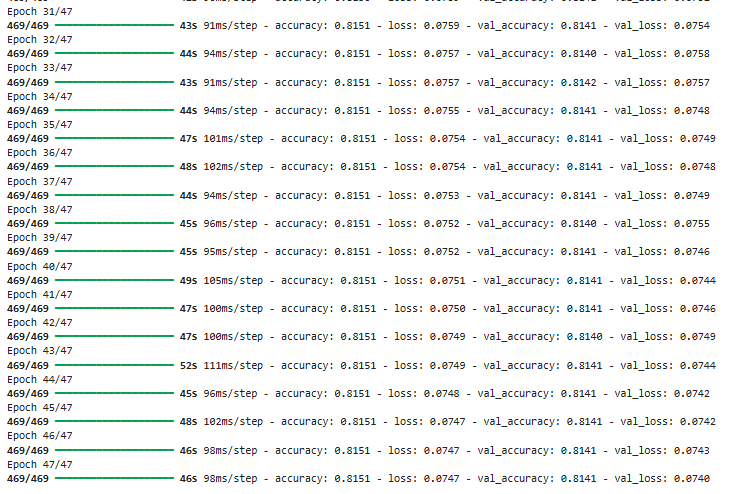 Epoch 31/47
469/469 43s 91ms/step - accuracy: 0.8151 - loss: 0.0759 - val_accuracy: 0.8141 - val_loss: 0.0754
Epoch 32/47
469/469 44s 94ms/step - accuracy: 0.8151 - loss: 0.0757 - val_accuracy: 0.8140 - val_loss: 0.0758
Epoch 33/47
469/469 43s 91ms/step - accuracy: 0.8151 - loss: 0.0757 - val_accuracy: 0.8142 - val_loss: 0.0757
Epoch 34/47
469/469 44s 94ms/step - accuracy: 0.8151 - loss: 0.0755 - val_accuracy: 0.8141 - val_loss: 0.0748
Epoch 35/47
469/469 47s 101ms/step - accuracy: 0.8151 - loss: 0.0754 - val_accuracy: 0.8141 - val_loss: 0.0749
Epoch 36/47
469/469 48s 102ms/step - accuracy: 0.8151 - loss: 0.0754 - val_accuracy: 0.8141 - val_loss: 0.0748
Epoch 37/47
469/469 44s 94ms/step - accuracy: 0.8151 - loss: 0.0753 - val_accuracy: 0.8141 - val_loss: 0.0749
Epoch 38/47
469/469 45s 96ms/step - accuracy: 0.8151 - loss: 0.0752 - val_accuracy: 0.8140 - val_loss: 0.0755
Epoch 39/47
469/469 45s 95ms/step - accuracy: 0.8151 - loss: 0.0752 - val_accuracy: 0.8141 - val_loss: 0.0746
Epoch 40/47
469/469 49s 105ms/step - accuracy: 0.8151 - loss: 0.0751 - val_accuracy: 0.8141 - val_loss: 0.0744
Epoch 41/47
469/469 47s 100ms/step - accuracy: 0.8151 - loss: 0.0750 - val_accuracy: 0.8141 - val_loss: 0.0746
Epoch 42/47
469/469 47s 100ms/step - accuracy: 0.8151 - loss: 0.0749 - val_accuracy: 0.8140 - val_loss: 0.0749
Epoch 43/47
469/469 52s 111ms/step - accuracy: 0.8151 - loss: 0.0749 - val_accuracy: 0.8141 - val_loss: 0.0744
Epoch 44/47
469/469 45s 96ms/step - accuracy: 0.8151 - loss: 0.0748 - val_accuracy: 0.8141 - val_loss: 0.0742
Epoch 45/47
469/469 48s 102ms/step - accuracy: 0.8151 - loss: 0.0747 - val_accuracy: 0.8141 - val_loss: 0.0742
Epoch 46/47
469/469 46s 98ms/step - accuracy: 0.8151 - loss: 0.0747 - val_accuracy: 0.8141 - val_loss: 0.0743
Epoch 47/47
469/469 46s 98ms/step - accuracy: 0.8151 - loss: 0.0747 - val_accuracy: 0.8141 - val_loss: 0.0740